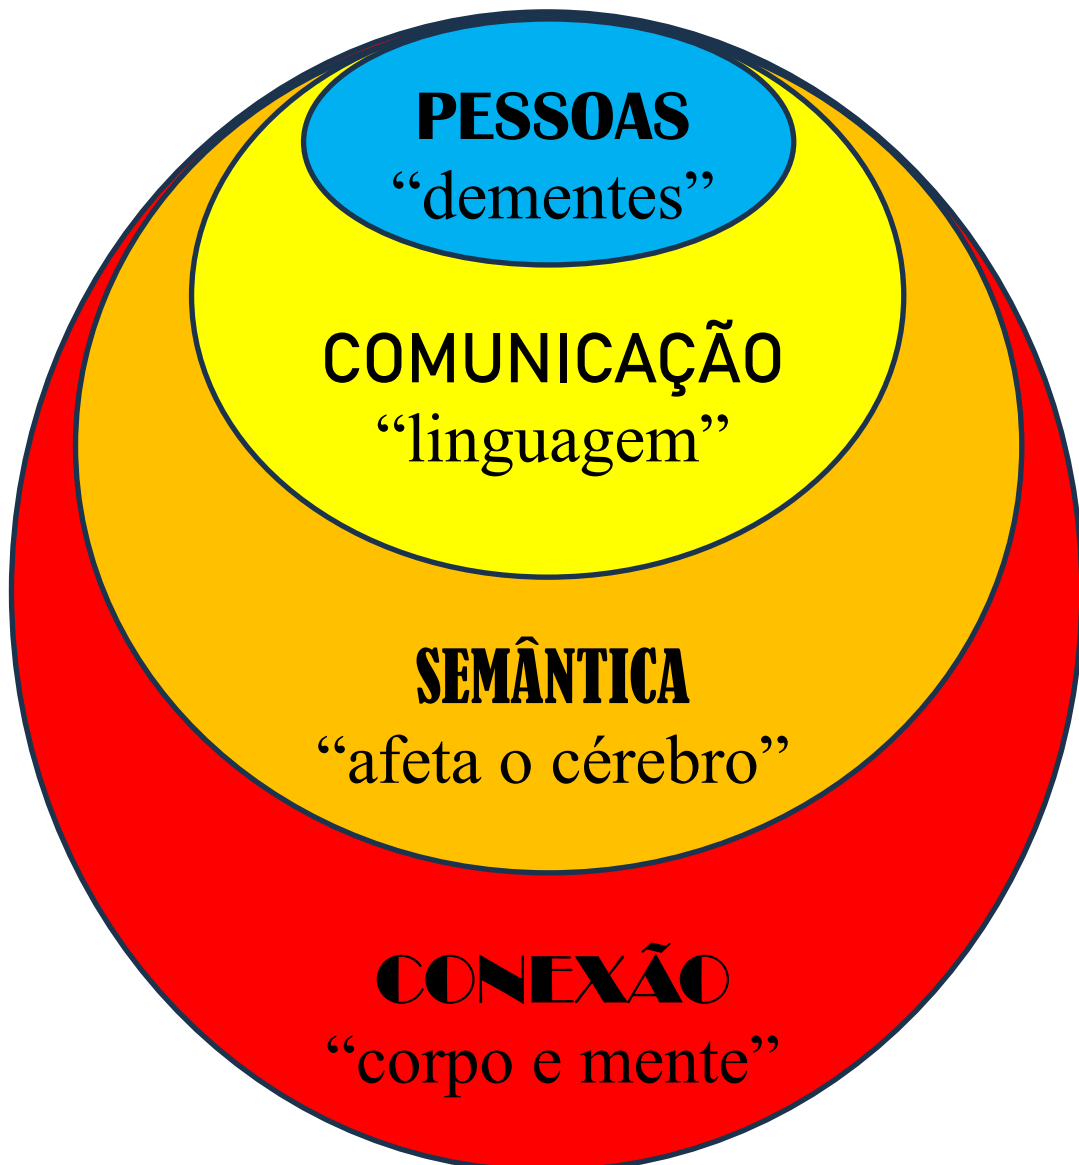 PESSOAS
“dementes”
COMUNICAÇÃO
“linguagem”
SEMÂNTICA
“afeta o cérebro”
CONEXÃO
“corpo e mente”